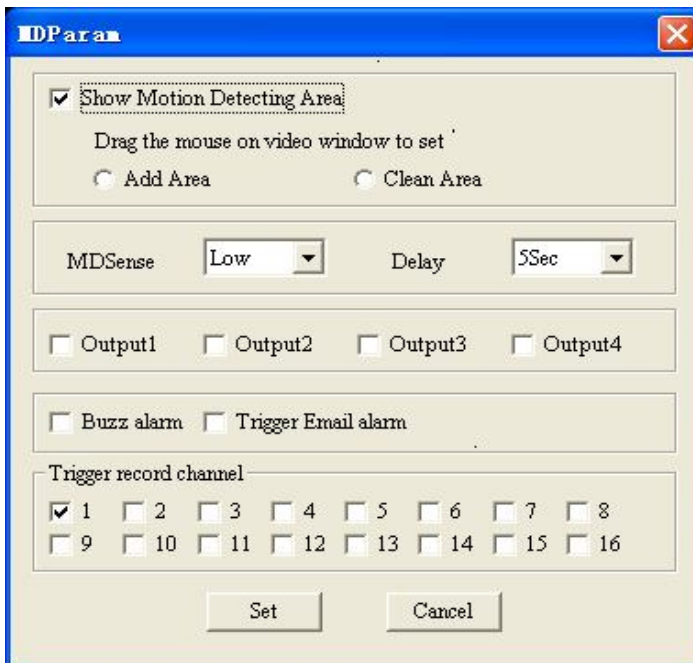 MDParam
Show Motion Detecting Area
Drag the mouse on video window to set
Add Area Clean Area
MDSense Low Delay 5Sec
Output1 Output2 Output3 Output4
Buzz alarm Trigger Email alarm
Trigger record channel
1 2 3 4 5 6 7 8
9 10 11 12 13 14 15 16
Set Cancel